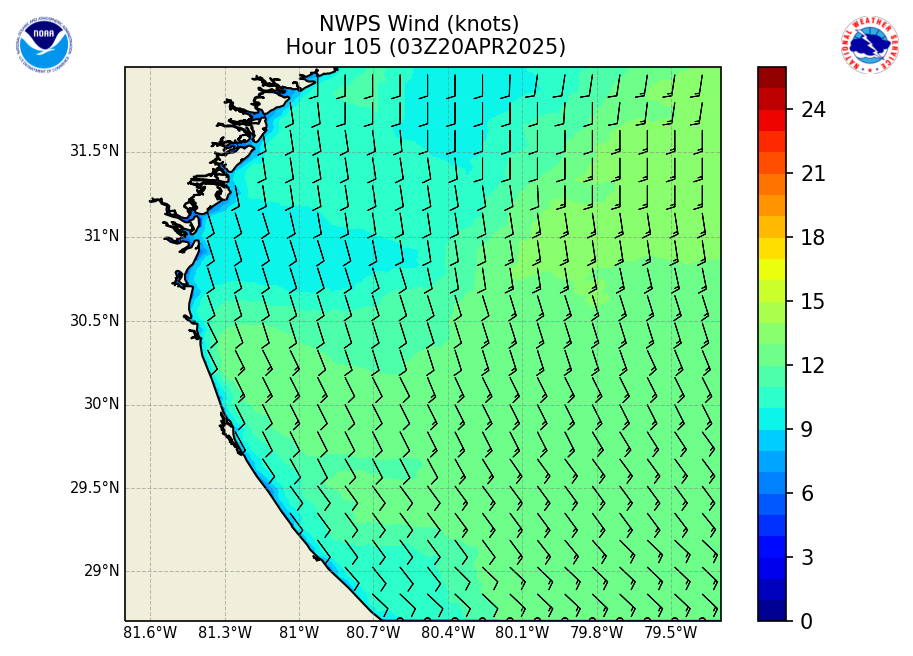 NWPS Wind (knots)
Hour 105 (03Z20APR2025)
NOAA
NATIONAL WEATHER SERVICE
31.5°N
31°N
30.5°N
30°N
29.5°N
29°N
81.6°W 81.3°W 81°W 80.7°W 80.4°W 80.1°W 79.8°W 79.5°W
24
21
18
15
12
9
6
3
0